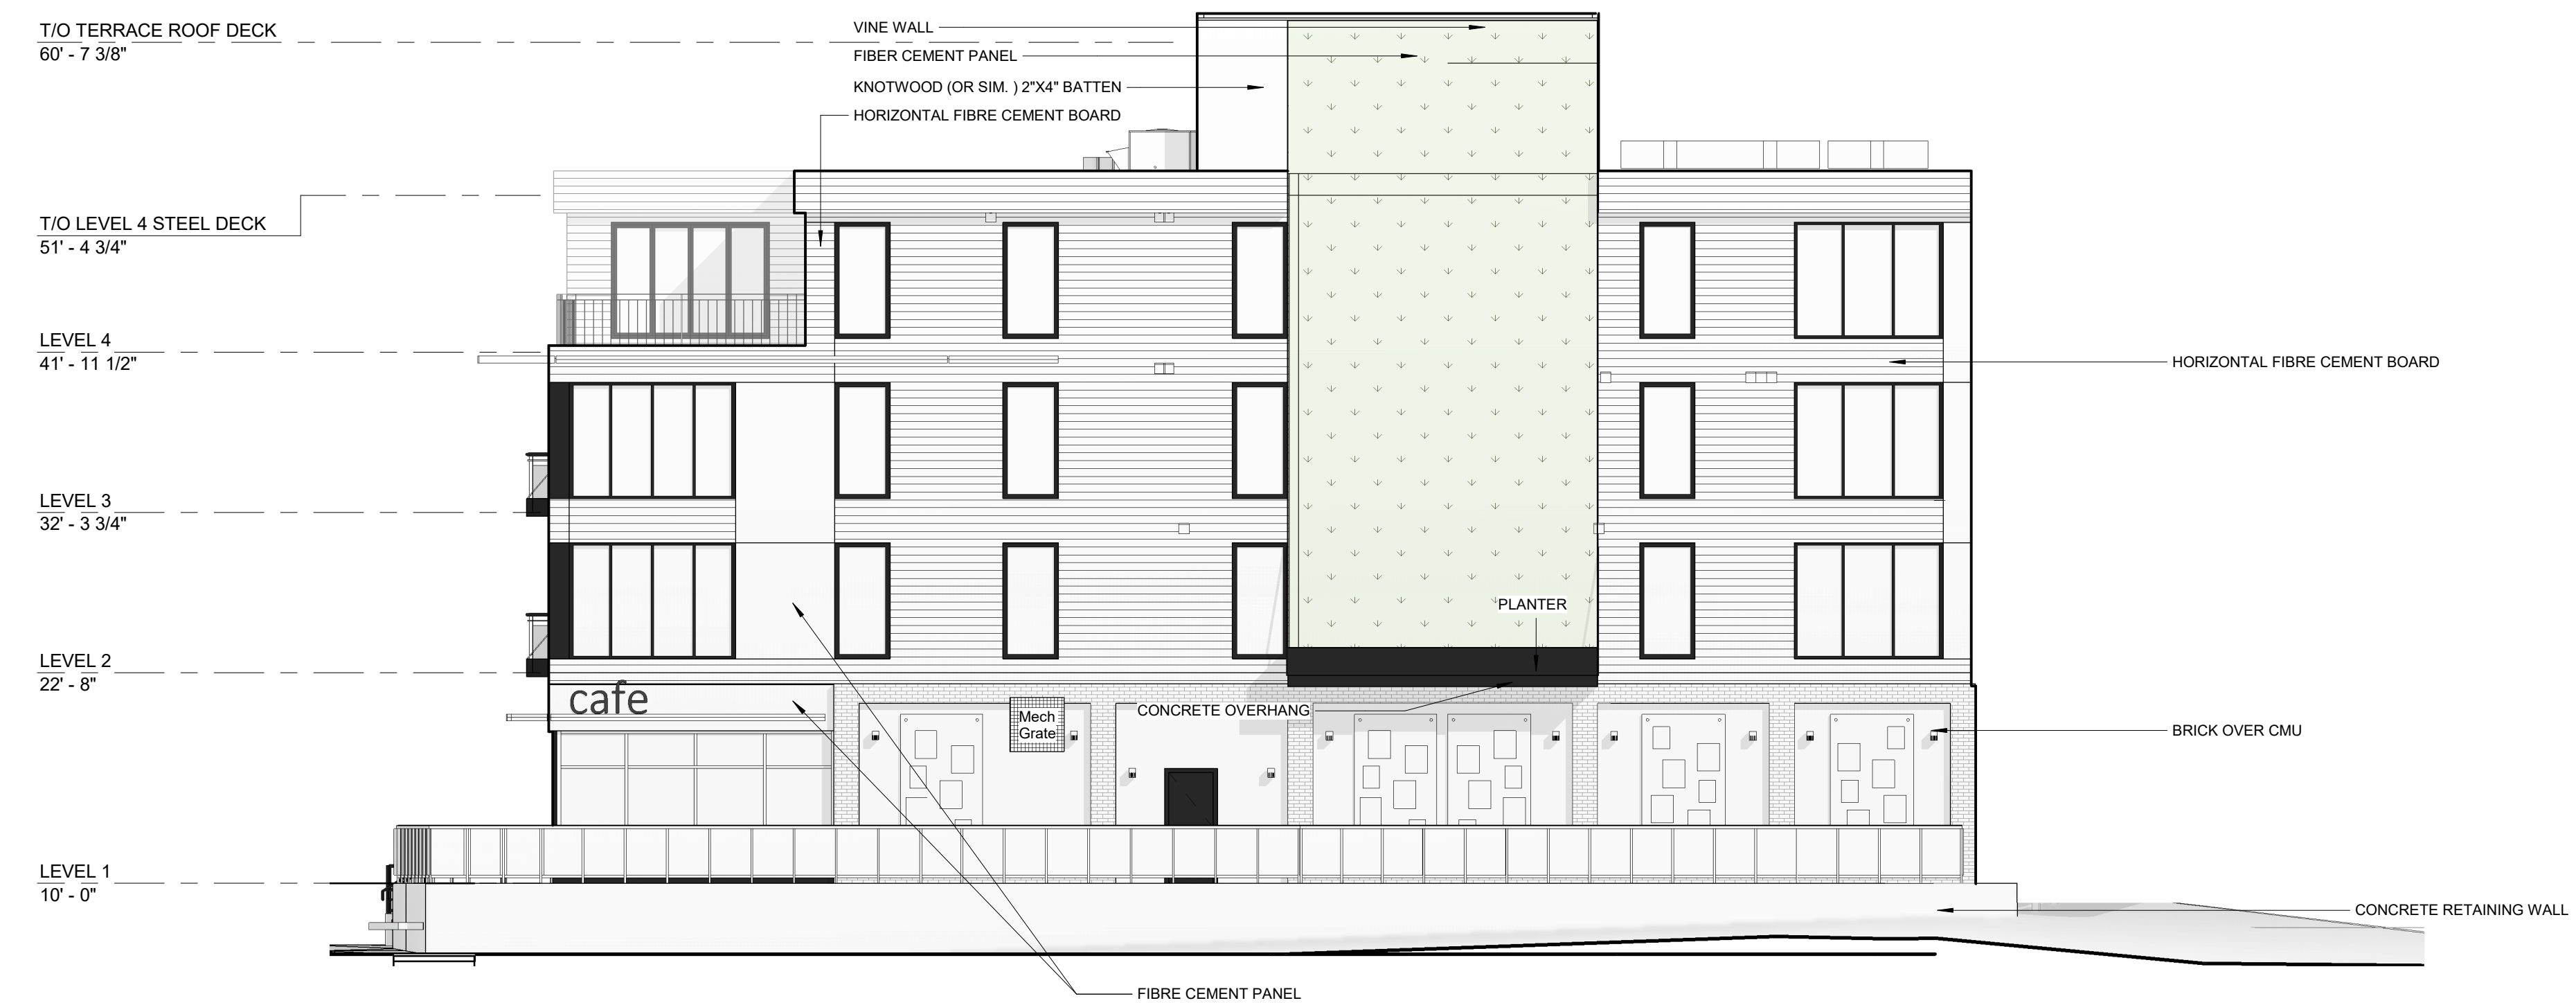 T/O TERRACE ROOF DECK
60' - 7 3/8"
VINE WALL
FIBER CEMENT PANEL
KNOTWOOD (OR SIM. ) 2"X4" BATTEN
HORIZONTAL FIBRE CEMENT BOARD
T/O LEVEL 4 STEEL DECK
51' - 4 3/4"
LEVEL 4
41' - 11 1/2"
HORIZONTAL FIBRE CEMENT BOARD
LEVEL 3
32' - 3 3/4"
PLANTER
LEVEL 2
22' - 8"
cafe
CONCRETE OVERHANG
Mech
Grate
BRICK OVER CMU
LEVEL 1
10' - 0"
CONCRETE RETAINING WALL
FIBRE CEMENT PANEL